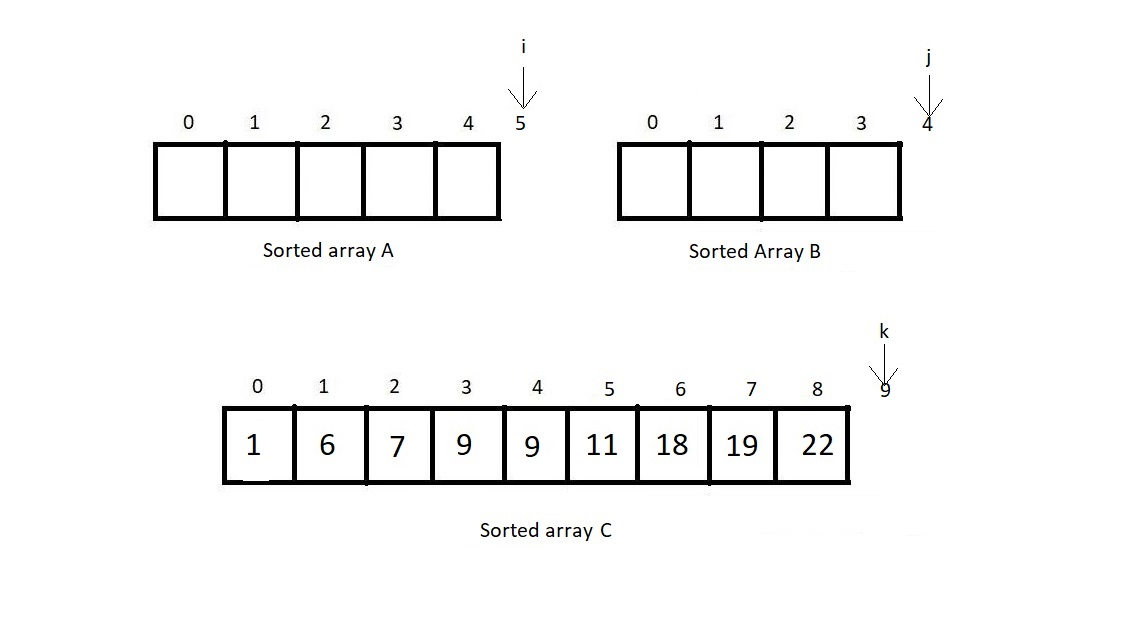 i
j
0 1 2 3 4 5
0 1 2 3 4
Sorted array A
Sorted Array B
k
0 1 2 3 4 5 6 7 8 9
1 6 7 9 9 11 18 19 22
Sorted array C